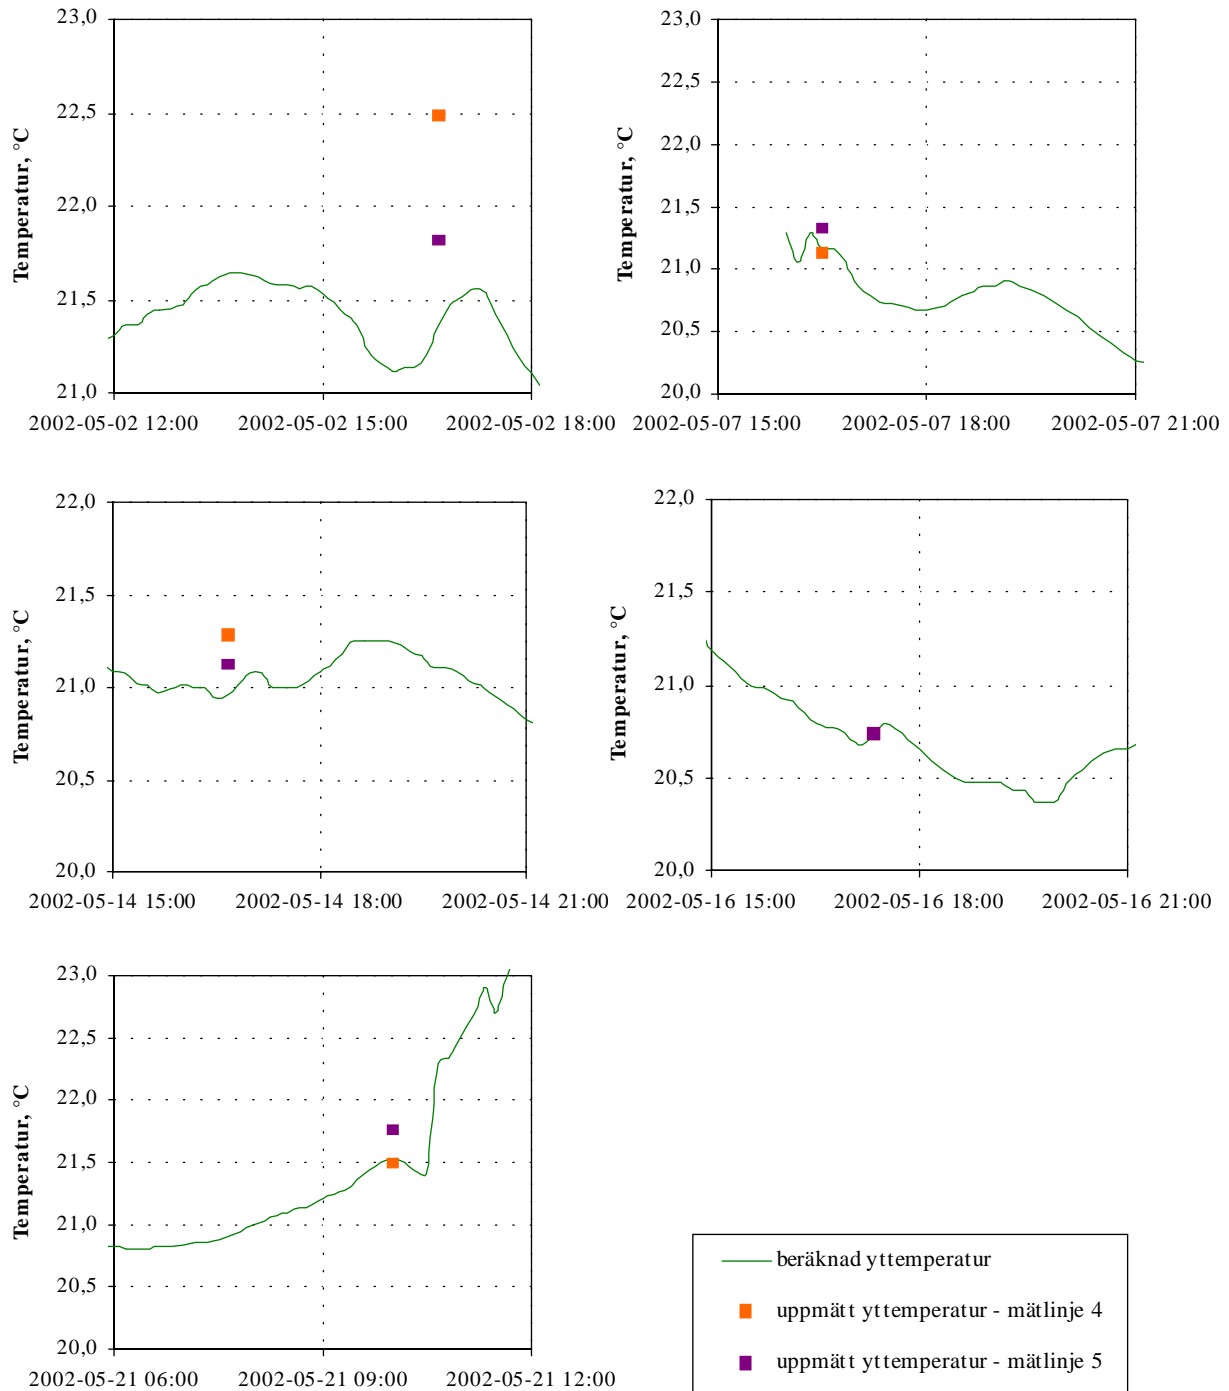 23,0
22,5
22,0
21,5
21,0
Temperatur, °C
2002-05-02 12:00 2002-05-02 15:00 2002-05-02 18:00
23,0
22,5
22,0
21,5
21,0
20,5
20,0
Temperatur, °C
2002-05-07 15:00 2002-05-07 18:00 2002-05-07 21:00
22,0
21,5
21,0
20,5
20,0
Temperatur, °C
2002-05-14 15:00 2002-05-14 18:00 2002-05-14 21:00
22,0
21,5
21,0
20,5
20,0
Temperatur, °C
2002-05-16 15:00 2002-05-16 18:00 2002-05-16 21:00
23,0
22,5
22,0
21,5
21,0
20,5
20,0
Temperatur, °C
2002-05-21 06:00 2002-05-21 09:00 2002-05-21 12:00
beräknad yttemperatur
uppmätt yttemperatur - mätlinje 4
uppmätt yttemperatur - mätlinje 5